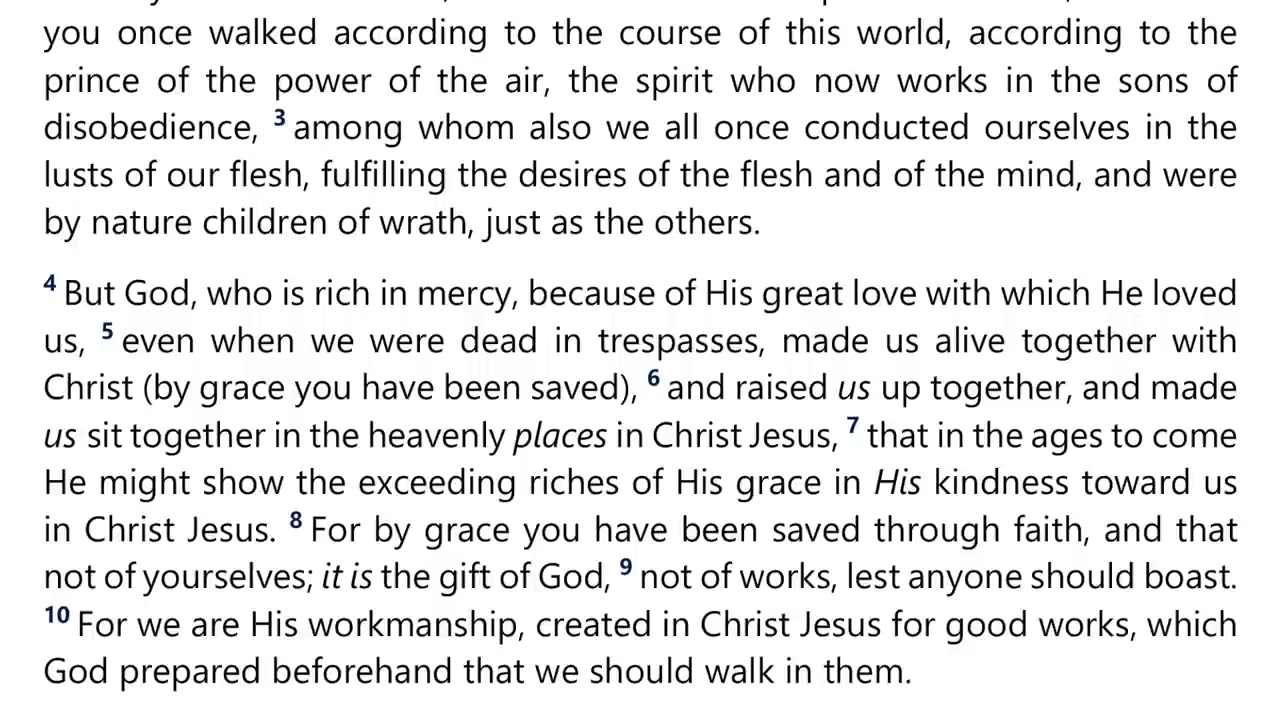 you once walked according to the course of this world, according to the
prince of the power of the air, the spirit who now works in the sons of
disobedience, 3 among whom also we all once conducted ourselves in the
lusts of our flesh, fulfilling the desires of the flesh and of the mind, and were
by nature children of wrath, just as the others.
4 But God, who is rich in mercy, because of His great love with which He loved
us, 5 even when we were dead in trespasses, made us alive together with
Christ (by grace you have been saved), 6 and raised us up together, and made
us sit together in the heavenly places in Christ Jesus, 7 that in the ages to come
He might show the exceeding riches of His grace in His kindness toward us
in Christ Jesus. 8 For by grace you have been saved through faith, and that
not of yourselves; it is the gift of God, 9 not of works, lest anyone should boast.
10 For we are His workmanship, created in Christ Jesus for good works, which
God prepared beforehand that we should walk in them.